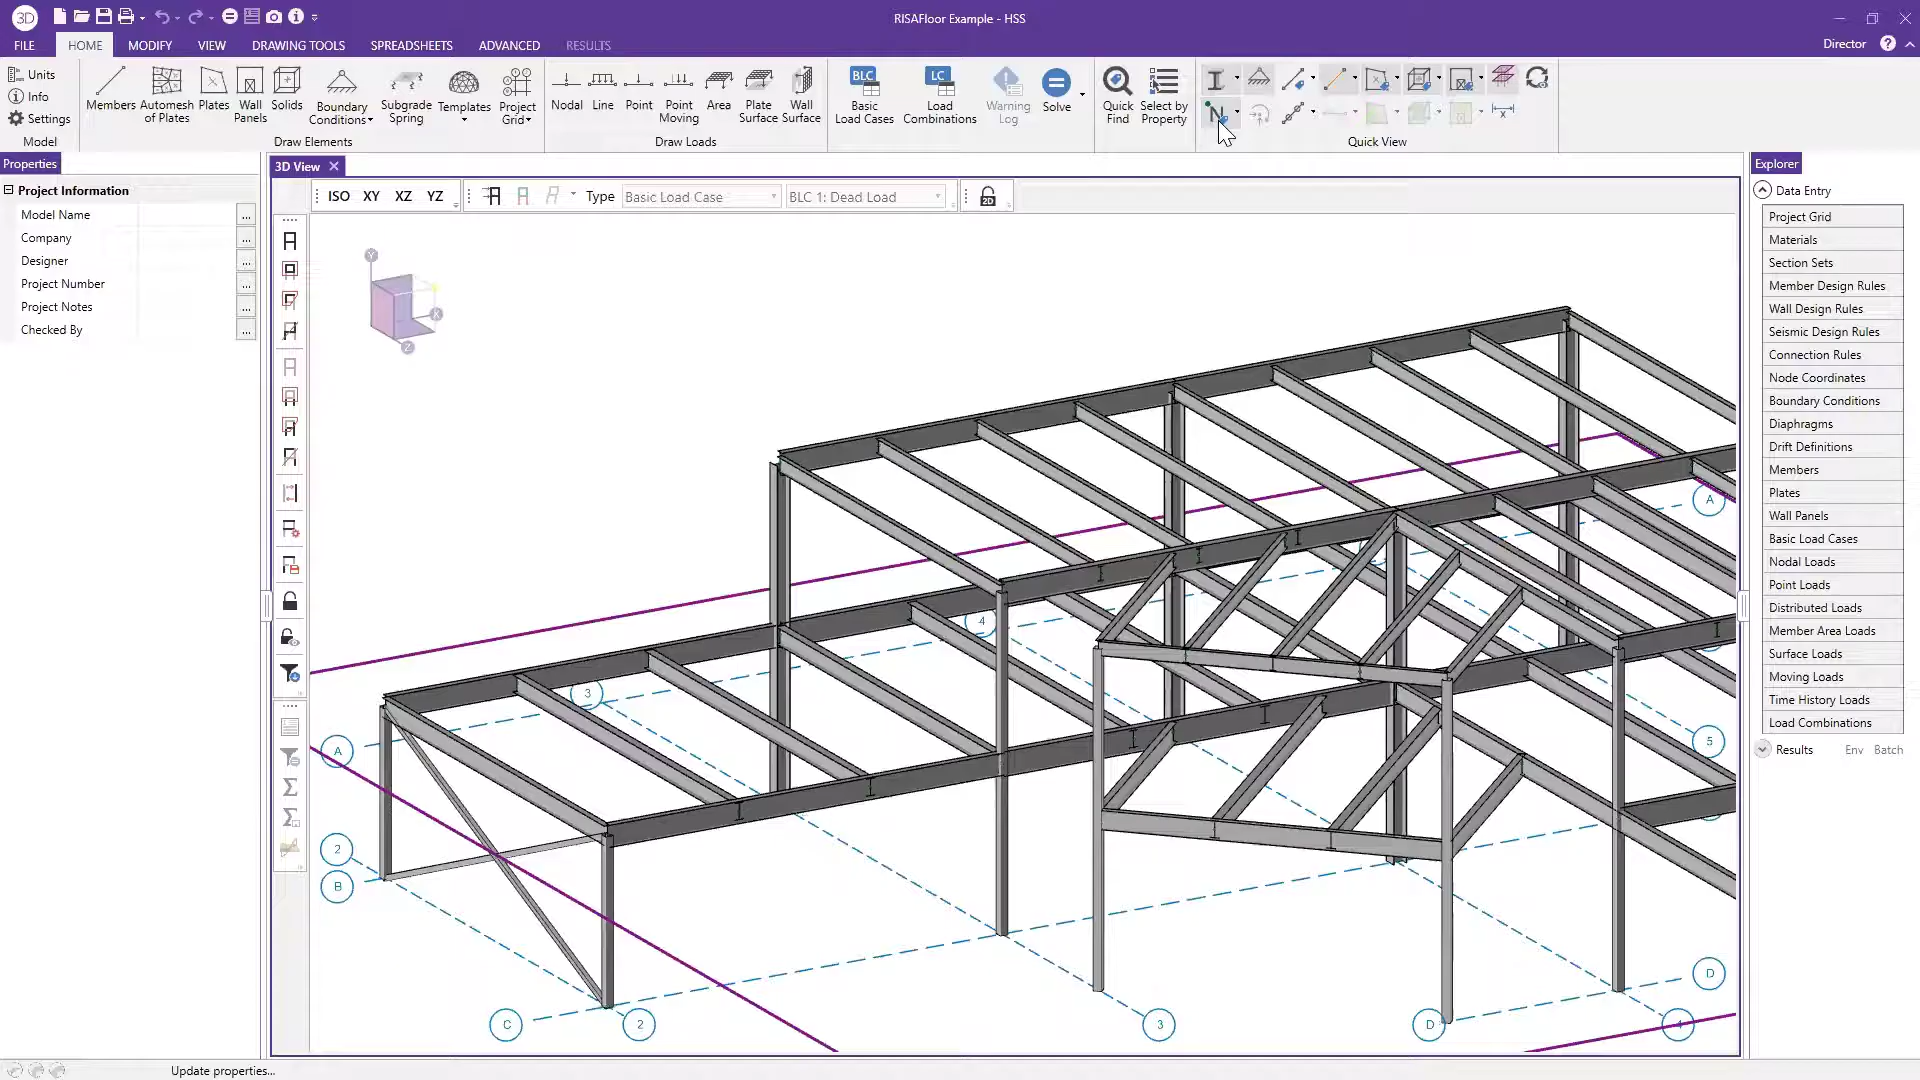 3D
RISAFloor Example - HSS
FILE
HOME
MODIFY
VIEW
DRAWING TOOLS
SPREADSHEETS
ADVANCED
RESULTS
Director
?
Units
Info
Settings
Model
Members
Automesh of Plates
Plates
Wall Panels
Solids
Boundary Conditions
Subgrade Spring
Templates
Project Grid
Draw Elements
Nodal
Line
Point
Point Moving
Area
Plate Surface
Wall Surface
Draw Loads
BLC
Basic Load Cases
LC
Load Combinations
Warning Log
Solve
Quick Find
Select by Property
N
Quick View
Properties
Project Information
Model Name ...
Company ...
Designer ...
Project Number ...
Project Notes ...
Checked By ...
3D View
ISO XY XZ YZ
Type
Basic Load Case
BLC 1: Dead Load
2D
Y
X
Z
A
4
3
A
5
2
B
D
C
2
3
D
4
Explorer
Data Entry
Project Grid
Materials
Section Sets
Member Design Rules
Wall Design Rules
Seismic Design Rules
Connection Rules
Node Coordinates
Boundary Conditions
Diaphragms
Drift Definitions
Members
Plates
Wall Panels
Basic Load Cases
Nodal Loads
Point Loads
Distributed Loads
Member Area Loads
Surface Loads
Moving Loads
Time History Loads
Load Combinations
Results Env Batch
Update properties...